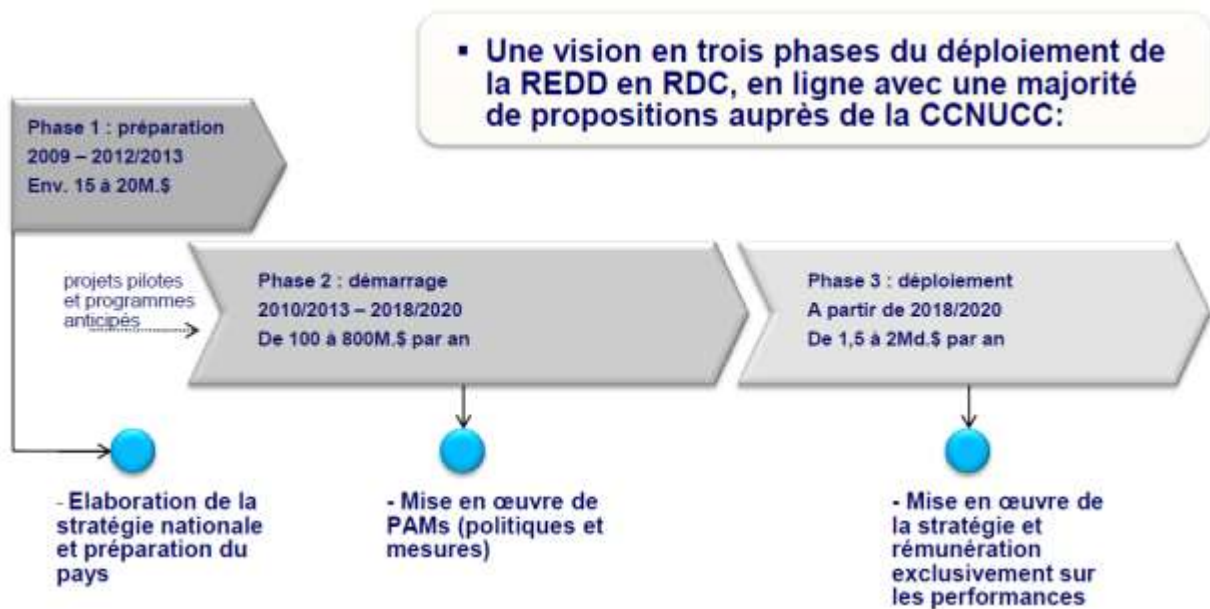 ▪ Une vision en trois phases du déploiement de
la REDD en RDC, en ligne avec une majorité
de propositions auprès de la CCNUCC:
Phase 1 : préparation
2009 – 2012/2013
Env. 15 à 20M.$
projets pilotes
et programmes
anticipés
Phase 2 : démarrage
2010/2013 – 2018/2020
De 100 à 800M.$ par an
Phase 3 : déploiement
A partir de 2018/2020
De 1,5 à 2Md.$ par an
- Elaboration de la
stratégie nationale
et préparation du
pays
- Mise en œuvre de
PAMs (politiques et
mesures)
- Mise en œuvre de
la stratégie et
rémunération
exclusivement sur
les performances